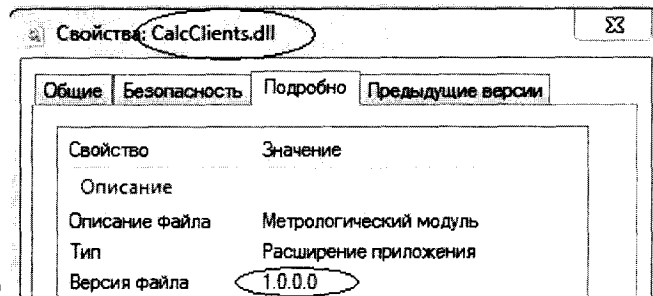 Свойства: CalcClients.dll
Общие Безопасность Подробно Предыдущие версии
Свойство Значение
Описание
Описание файла Метрологический модуль
Тип Расширение приложения
Версия файла 1.0.0.0